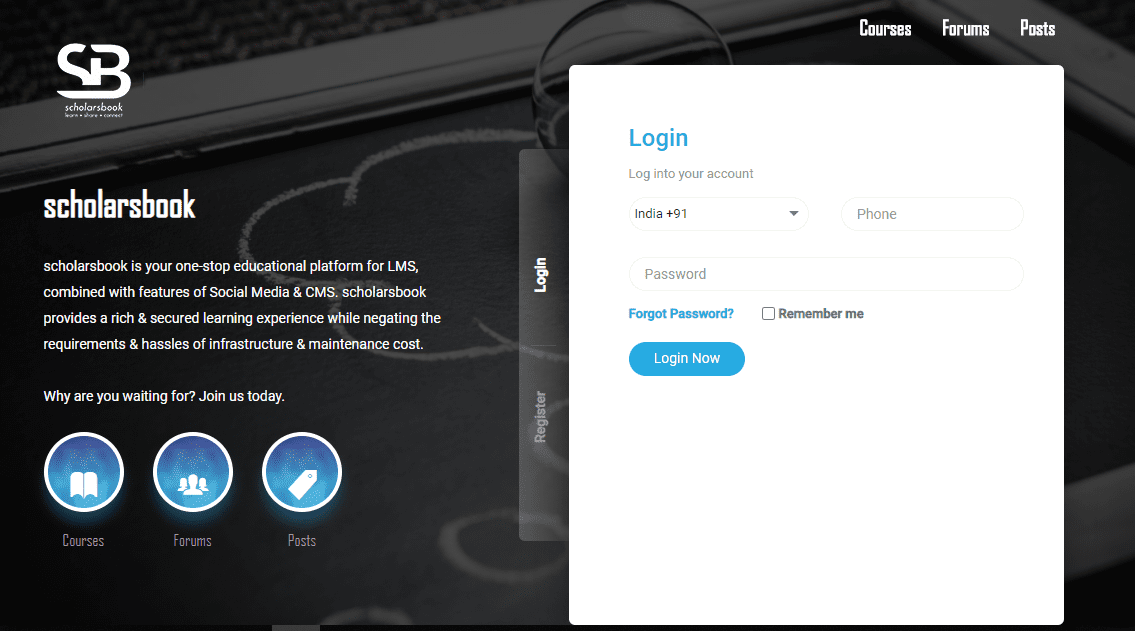 Courses Forums Posts
SB
scholarsbook
learn • share • connect
scholarsbook
scholarsbook is your one-stop educational platform for LMS,
combined with features of Social Media & CMS. scholarsbook
provides a rich & secured learning experience while negating the
requirements & hassles of infrastructure & maintenance cost.
Why are you waiting for? Join us today.
Courses Forums Posts
Login
Register
Login
Log into your account
India +91 Phone
Password
Forgot Password? Remember me
Login Now